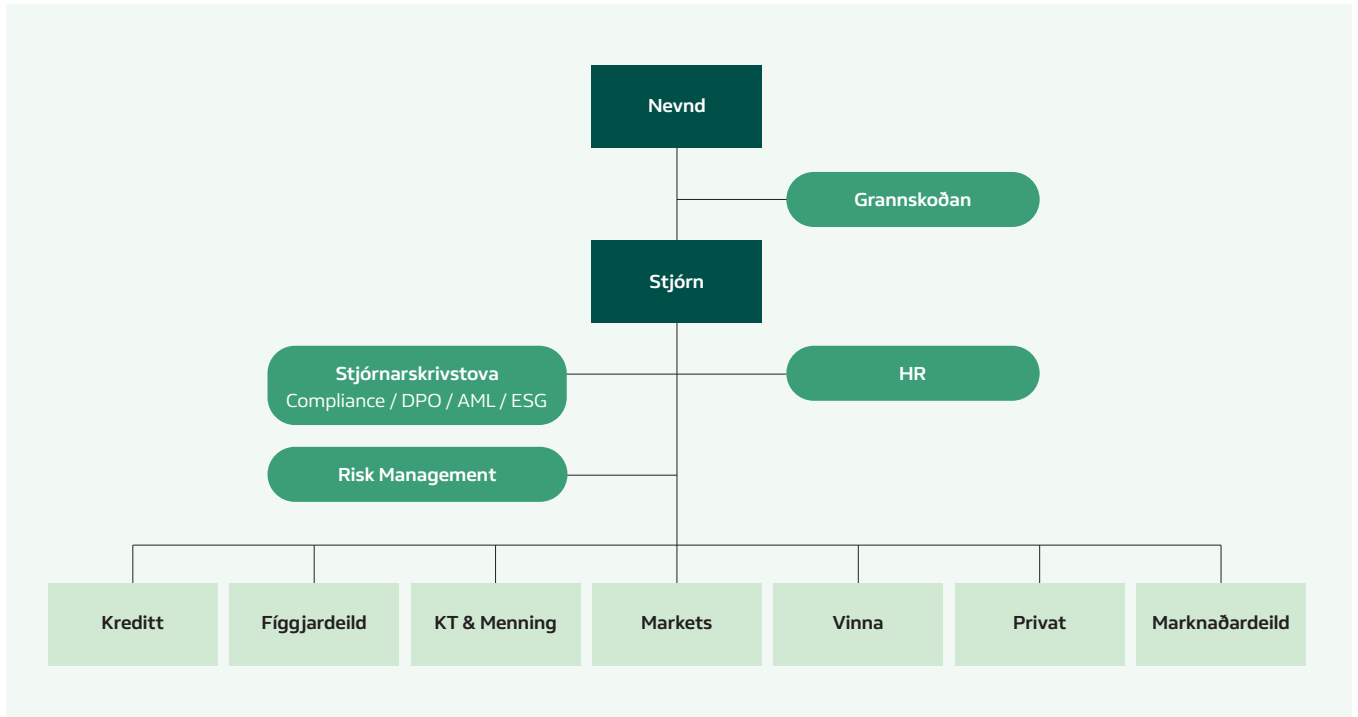 Nevnd
Grannskoðan
Stjórn
Stjórnarskrivstova
Compliance / DPO / AML / ESG
HR
Risk Management
Kreditt
Fíggjardeild
KT & Menning
Markets
Vinna
Privat
Marknaðardeild